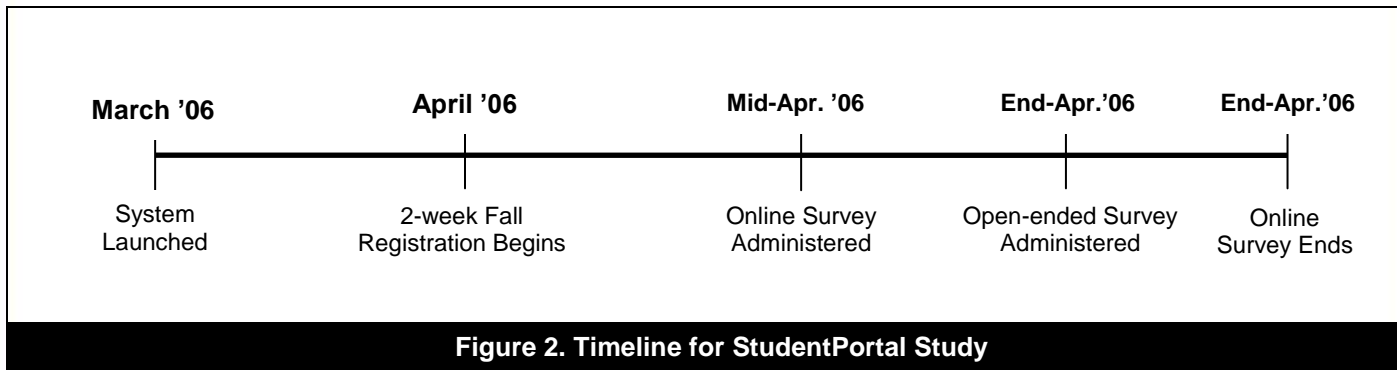 March ’06
April ’06
Mid-Apr. ’06
End-Apr.’06
End-Apr.’06
System
Launched
2-week Fall
Registration Begins
Online Survey
Administered
Open-ended Survey
Administered
Online
Survey Ends
Figure 2. Timeline for StudentPortal Study